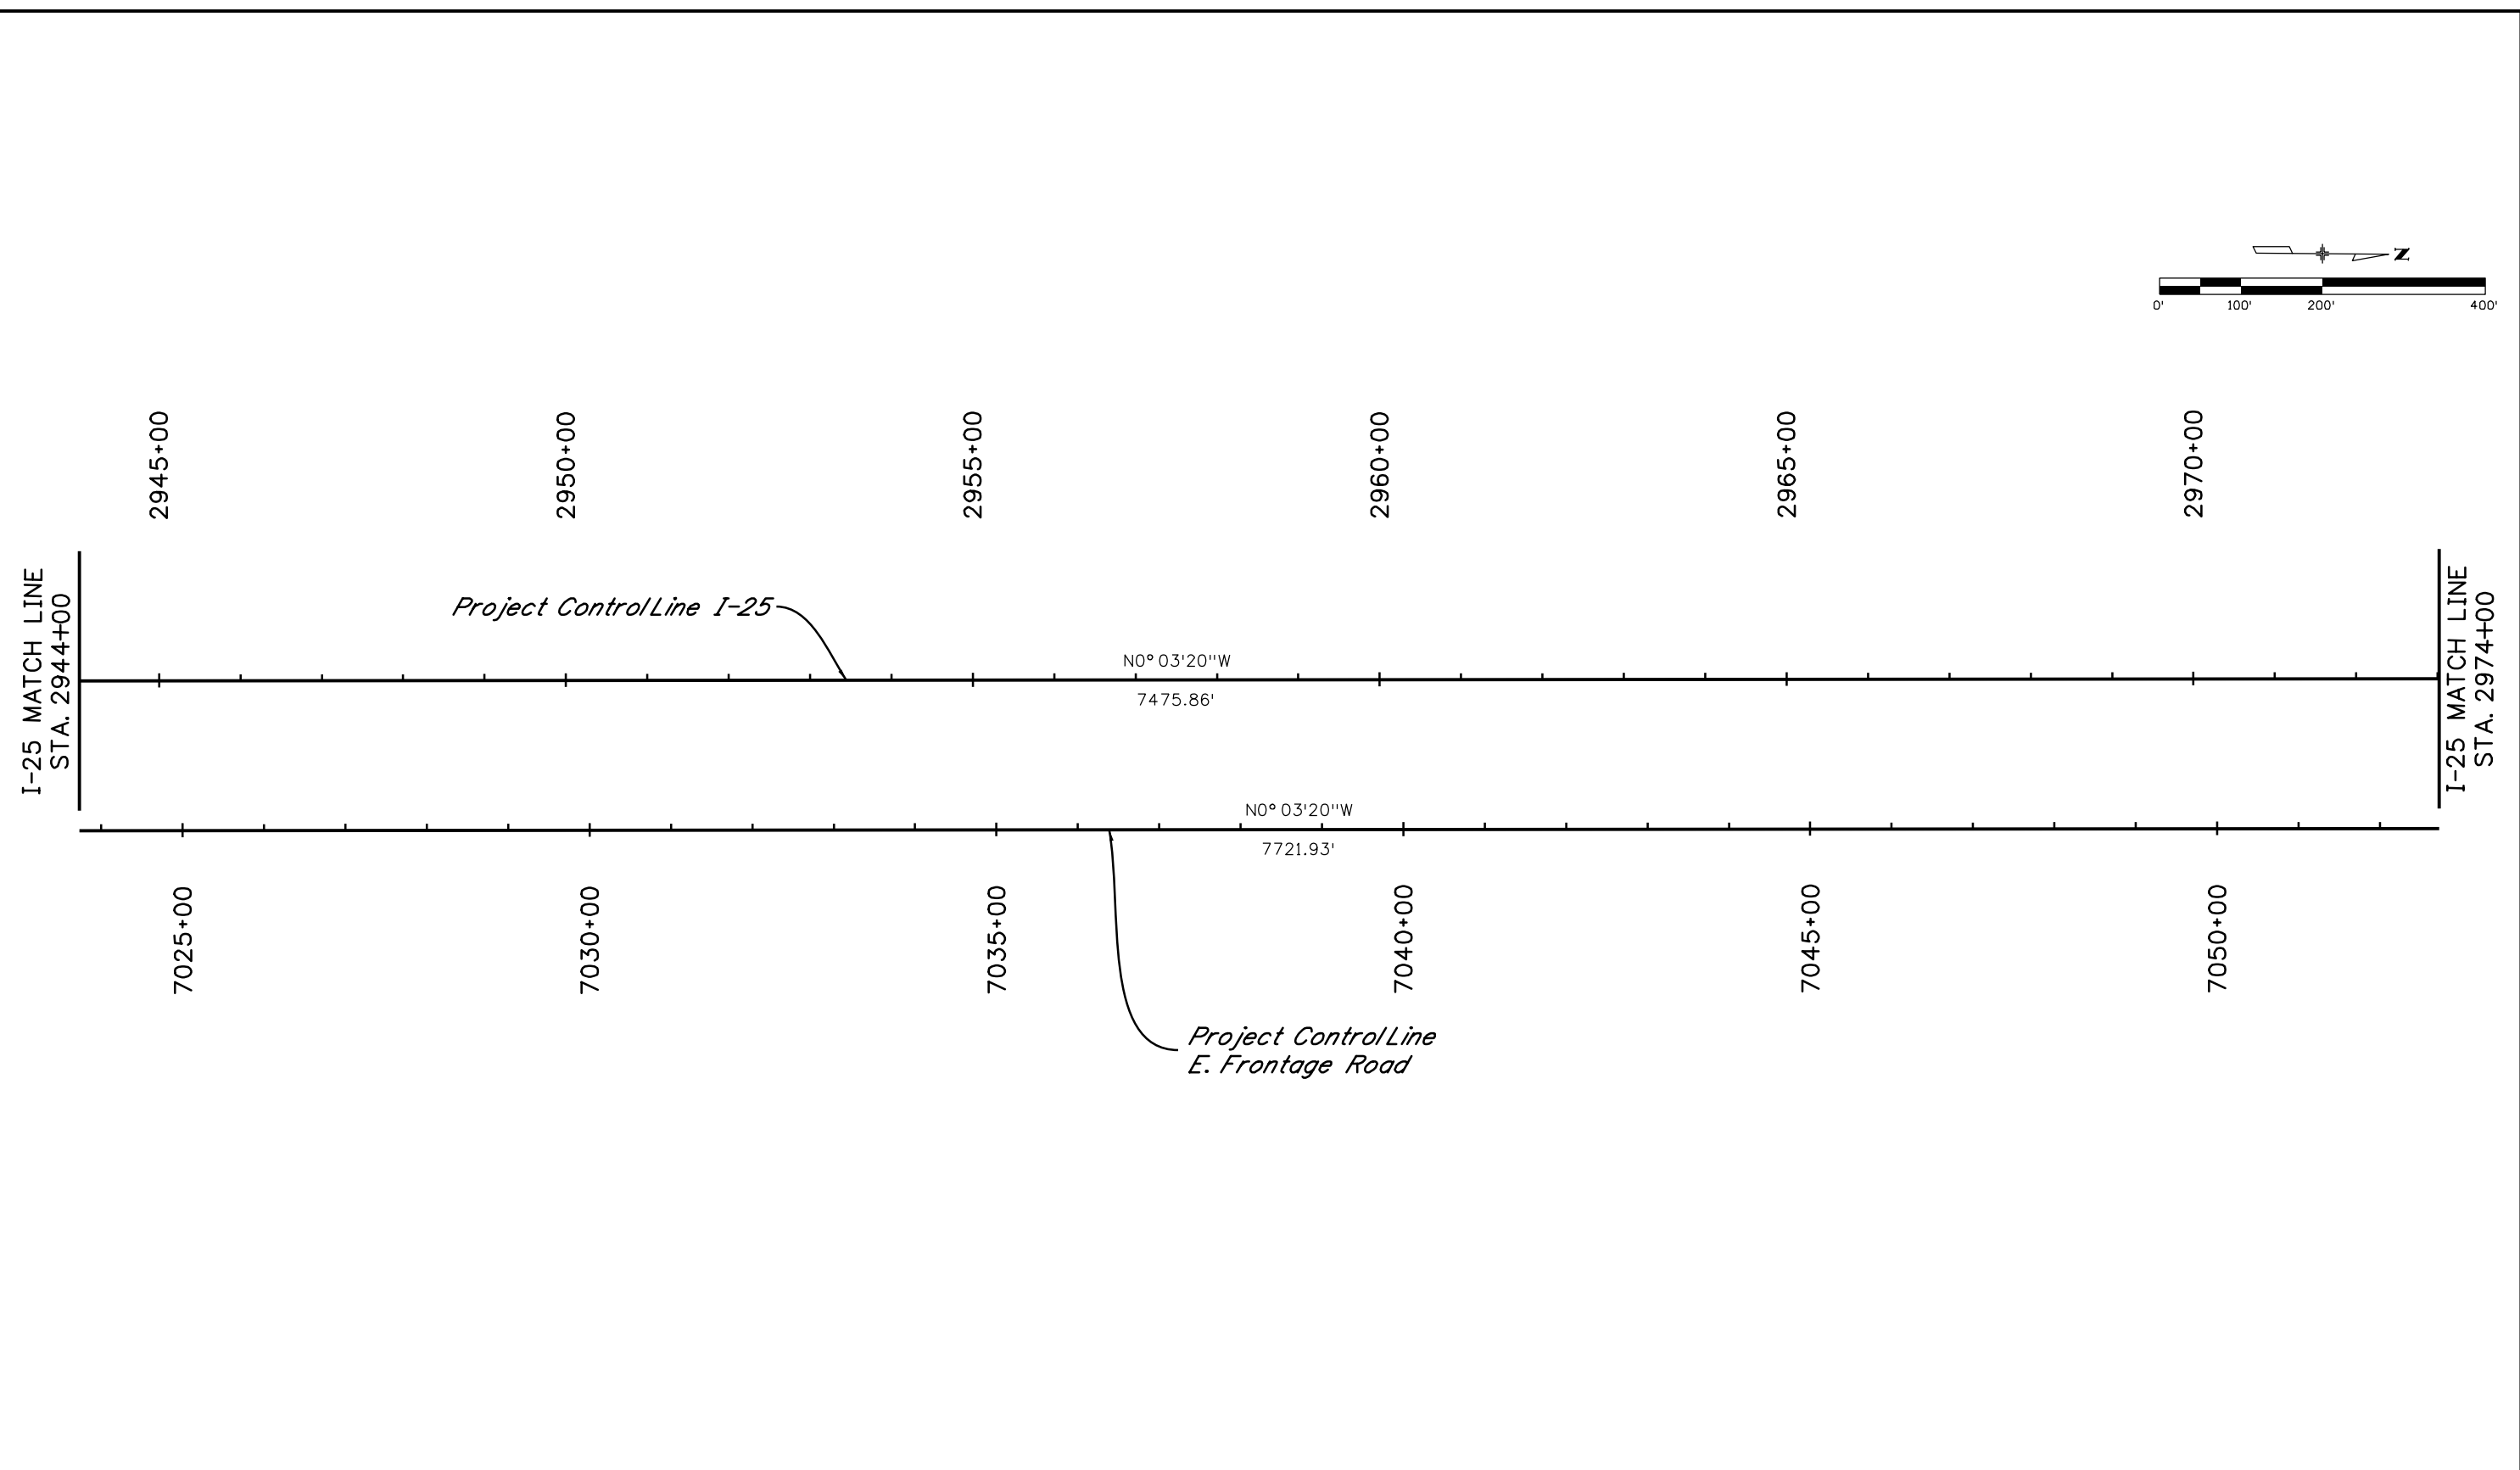 N
0' 100' 200' 400'
2945+00 2950+00 2955+00 2960+00 2965+00 2970+00
I-25 MATCH LINE
STA. 2944+00
Project Control Line I-25
N0° 03'20"W
7475.86'
I-25 MATCH LINE
STA. 2974+00
N0° 03'20"W
7721.93'
7025+00 7030+00 7035+00 7040+00 7045+00 7050+00
Project Control Line
E. Frontage Road